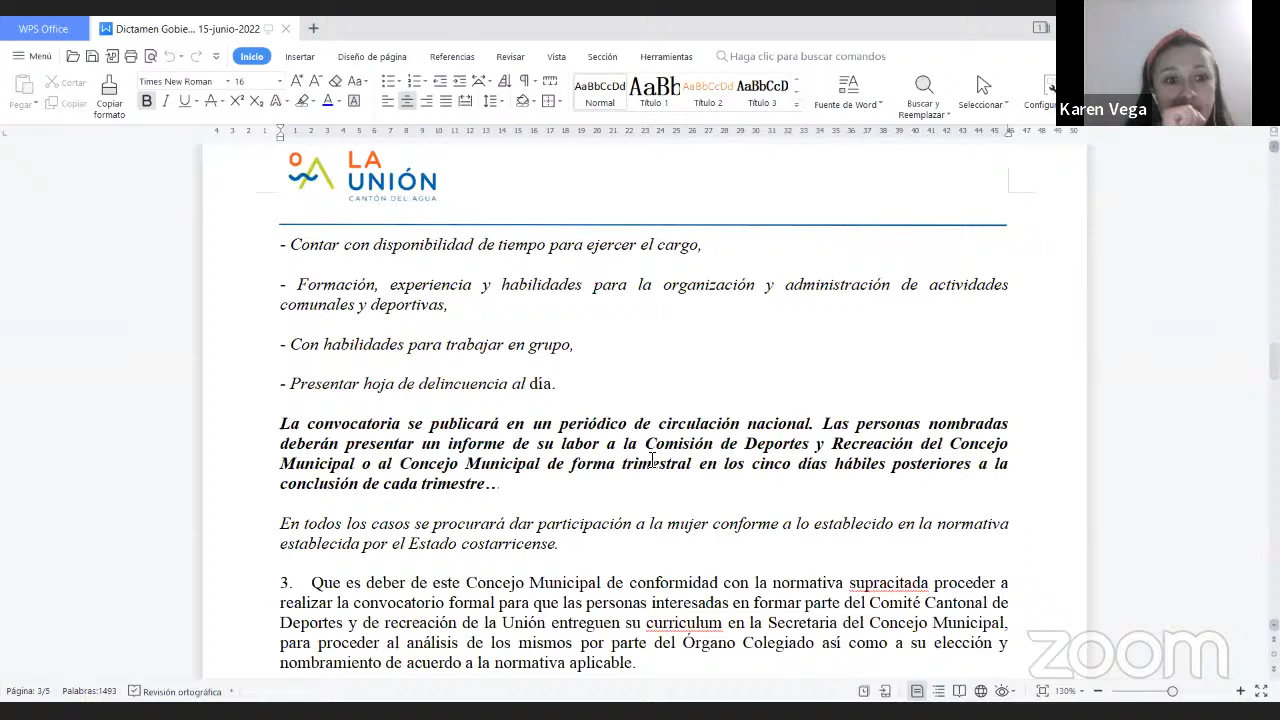 WPS Office
Dictamen Gobie... 15-junio-2022
Menú
Inicio
Insertar
Diseño de página
Referencias
Revisar
Vista
Sección
Herramientas
Haga clic para buscar comandos
Pegar
Cortar
Copiar
Copiar formato
Times New Roman
16
AaBbCcDd
Normal
AaBb
Título 1
AaBbCcDd
Título 2
AaBbCcD
Título 3
Fuente de Word
Buscar y Reemplazar
Seleccionar
Configu
Karen Vega
LA
UNIÓN
CANTÓN DEL AGUA
- Contar con disponibilidad de tiempo para ejercer el cargo,
- Formación, experiencia y habilidades para la organización y administración de actividades
comunales y deportivas,
- Con habilidades para trabajar en grupo,
- Presentar hoja de delincuencia al día.
La convocatoria se publicará en un periódico de circulación nacional. Las personas nombradas
deberán presentar un informe de su labor a la Comisión de Deportes y Recreación del Concejo
Municipal o al Concejo Municipal de forma trimestral en los cinco días hábiles posteriores a la
conclusión de cada trimestre…
En todos los casos se procurará dar participación a la mujer conforme a lo establecido en la normativa
establecida por el Estado costarricense.
3. Que es deber de este Concejo Municipal de conformidad con la normativa supracitada proceder a
realizar la convocatorio formal para que las personas interesadas en formar parte del Comité Cantonal de
Deportes y de recreación de la Unión entreguen su curriculum en la Secretaria del Concejo Municipal,
para proceder al análisis de los mismos por parte del Órgano Colegiado así como a su elección y
nombramiento de acuerdo a la normativa aplicable.
zoom
Página: 3/5 Palabras:1493 Revisión ortográfica
130%